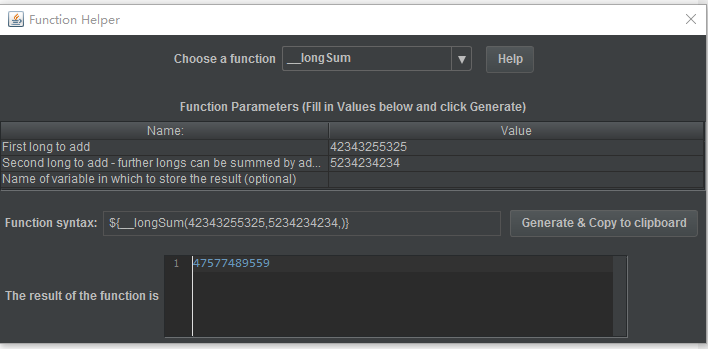 Function Helper
Choose a function __longSum Help
Function Parameters (Fill in Values below and click Generate)
Name: Value
First long to add 42343255325
Second long to add - further longs can be summed by ad... 5234234234
Name of variable in which to store the result (optional)
Function syntax: ${__longSum(42343255325,5234234234,)} Generate & Copy to clipboard
1 47577489559
The result of the function is